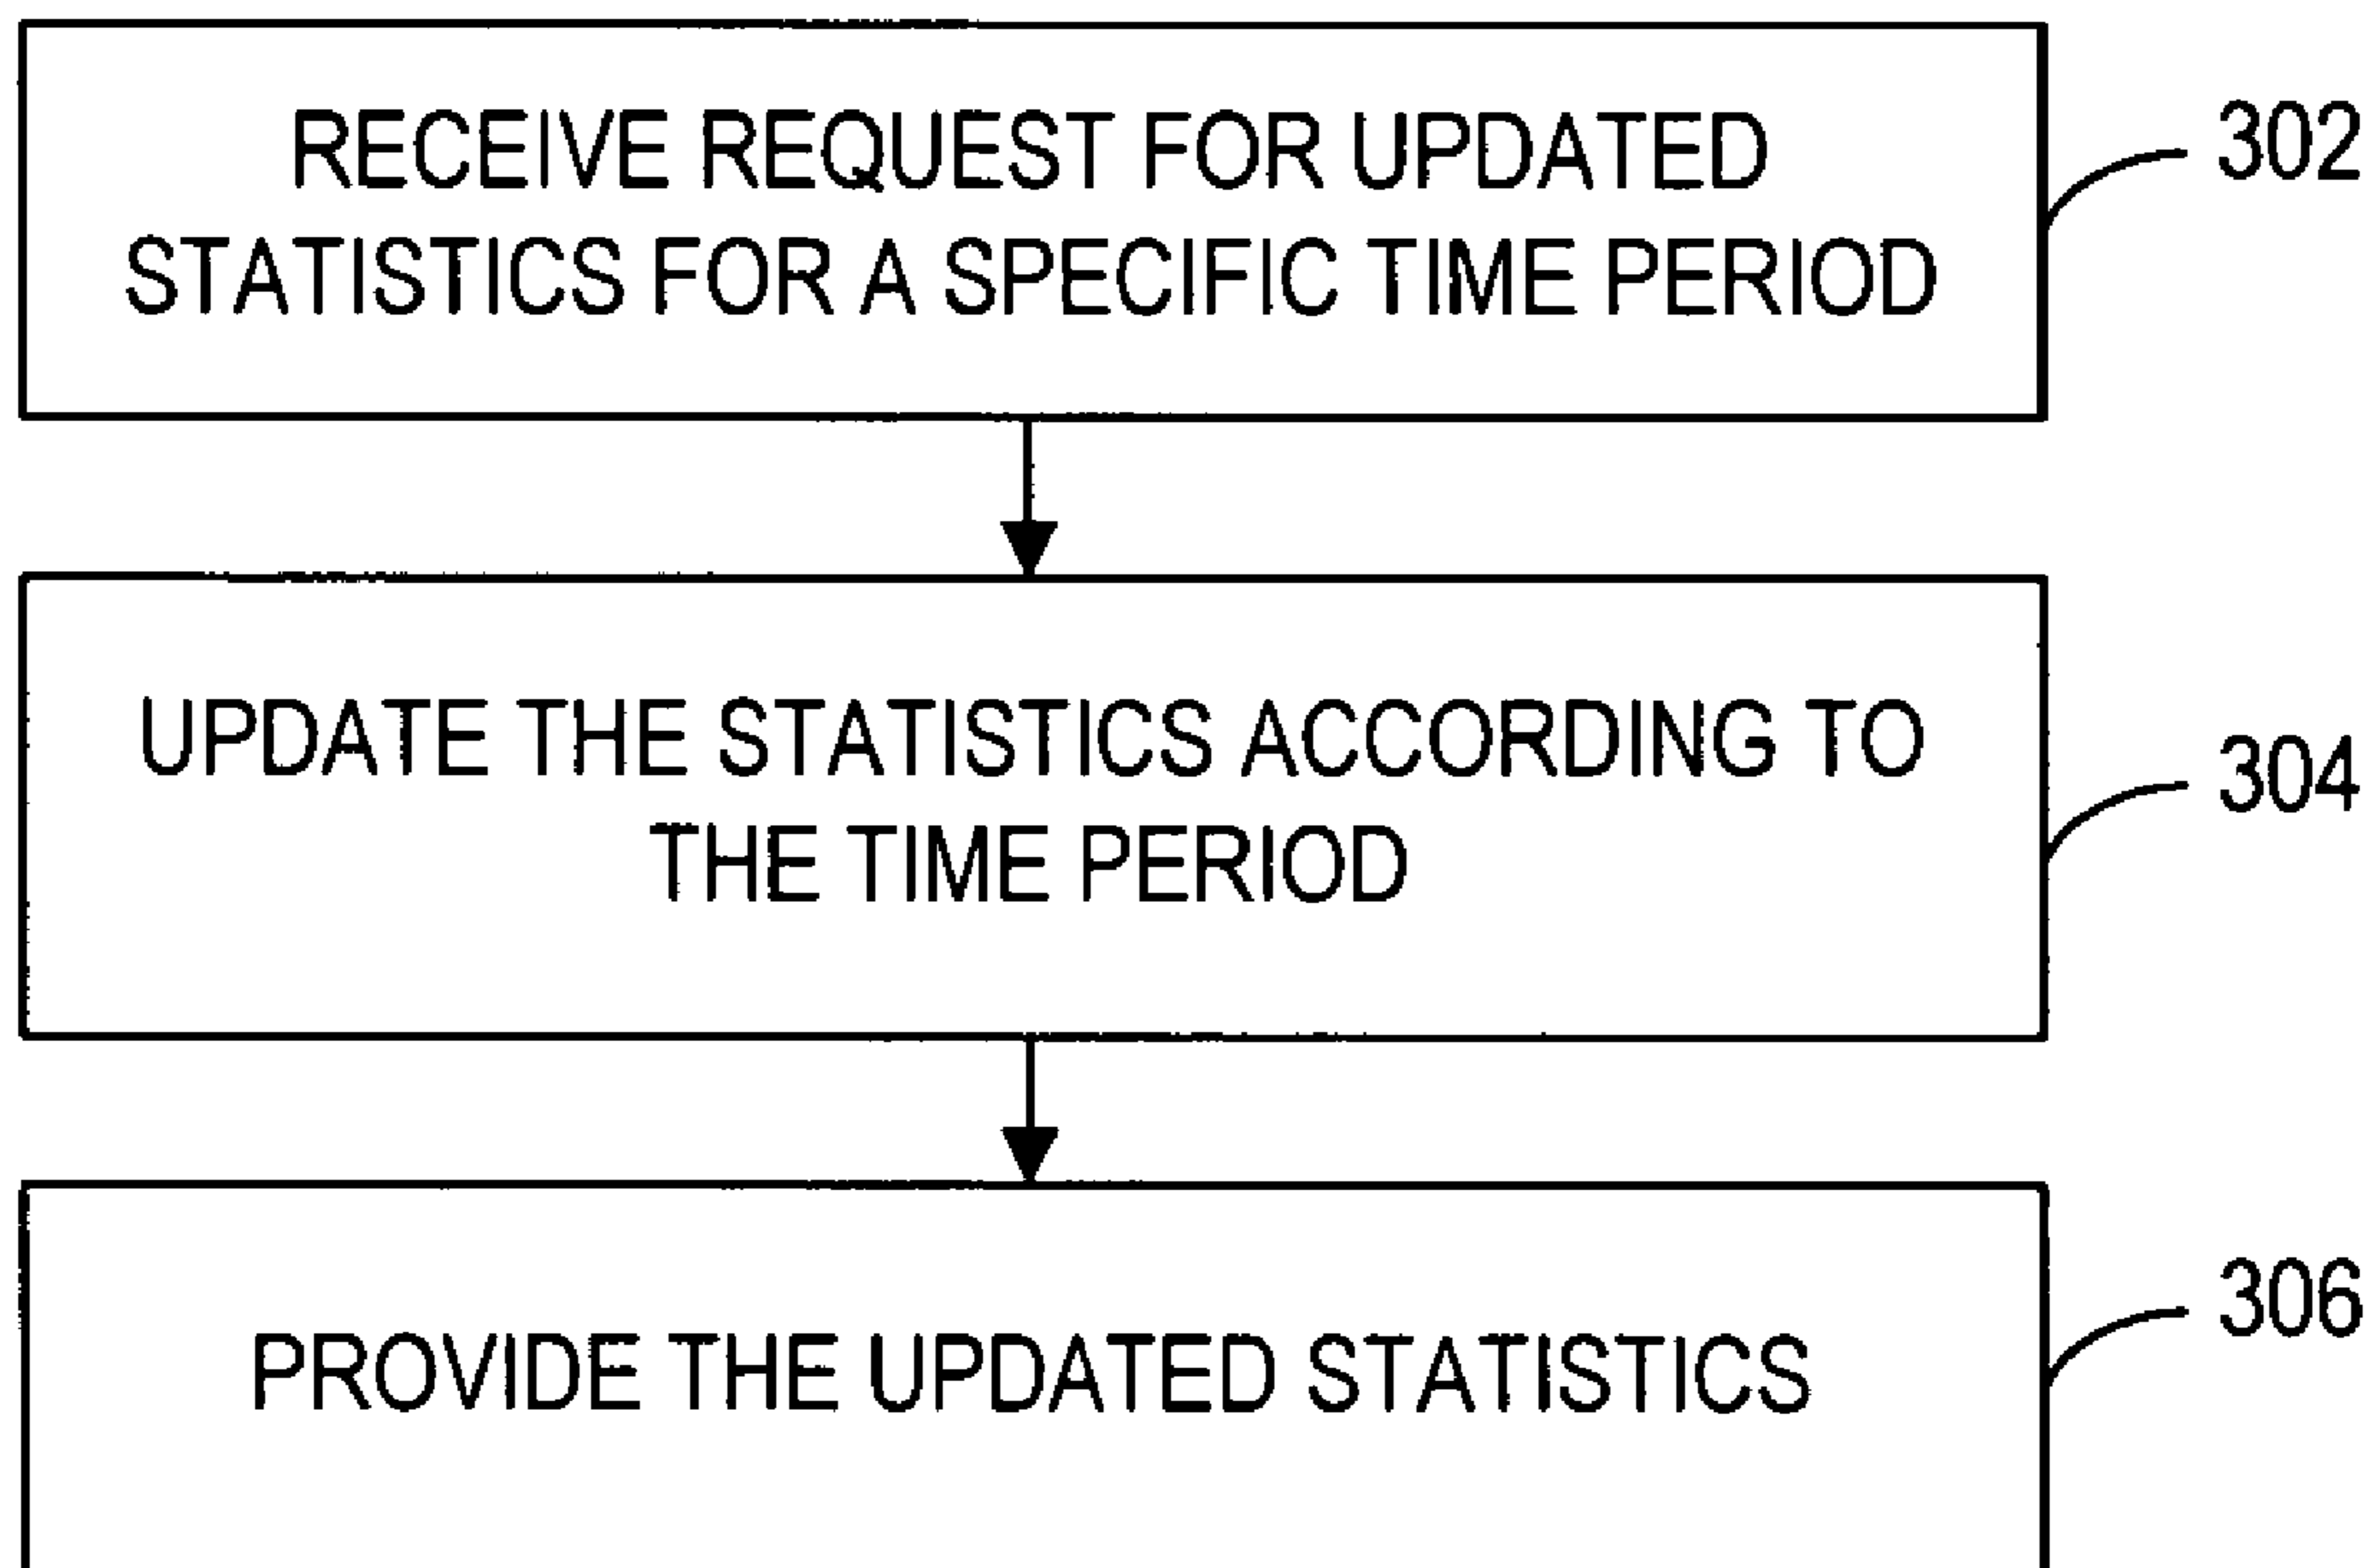 RECEIVE REQUEST FOR UPDATED
STATISTICS FOR A SPECIFIC TIME PERIOD
302
UPDATE THE STATISTICS ACCORDING TO
THE TIME PERIOD
304
PROVIDE THE UPDATED STATISTICS
306